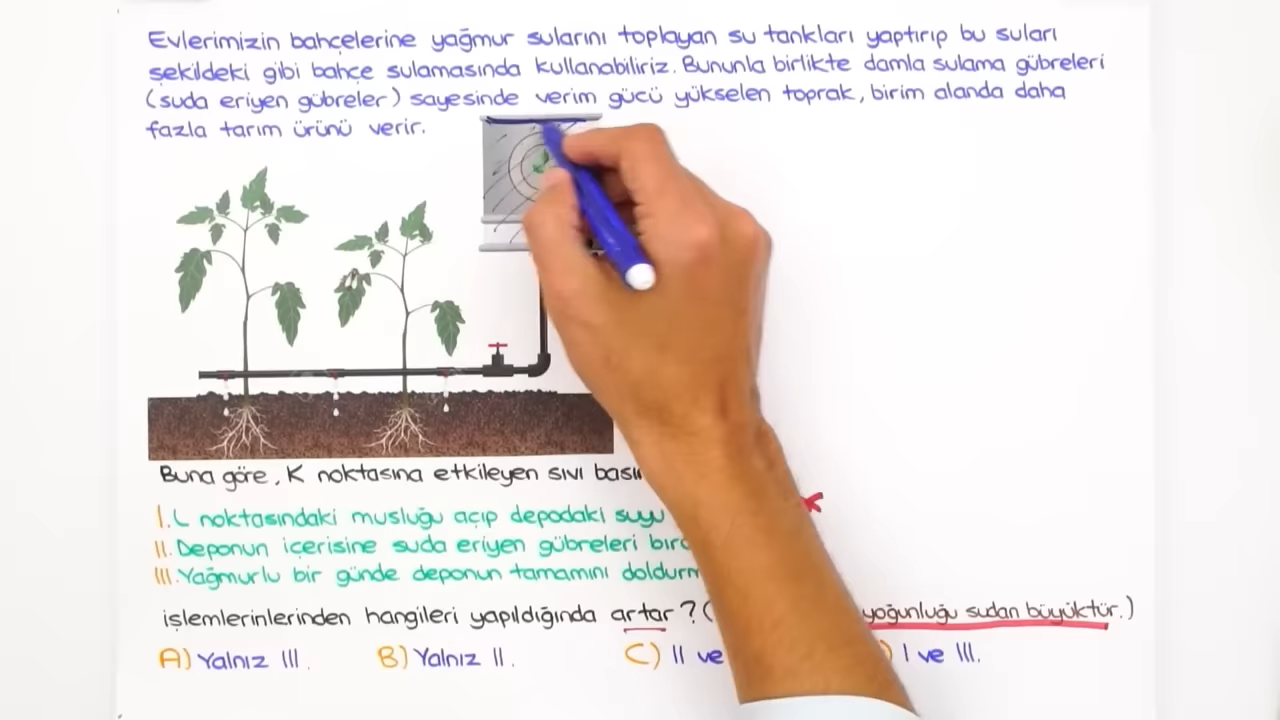 Evlerimizin bahçelerine yağmur sularını toplayan su tankları yaptırıp bu suları
şekildeki gibi bahçe sulamasında kullanabiliriz. Bununla birlikte damla sulama gübreleri
(suda eriyen gübreler) sayesinde verim gücü yükselen toprak, birim alanda daha
fazla tarım ürünü verir.
Buna göre, K noktasına etkileyen sıvı
I. L noktasındaki musluğu açıp depodaki suyu
II. Deponun içerisine suda eriyen gübreleri
III. Yağmurlu bir günde deponun tamamını
işlemlerinlerinden hangileri yapıldığında artar? ( yoğunluğu sudan büyüktür.)
A) Yalnız III. B) Yalnız II. C) II ve ) I ve III.